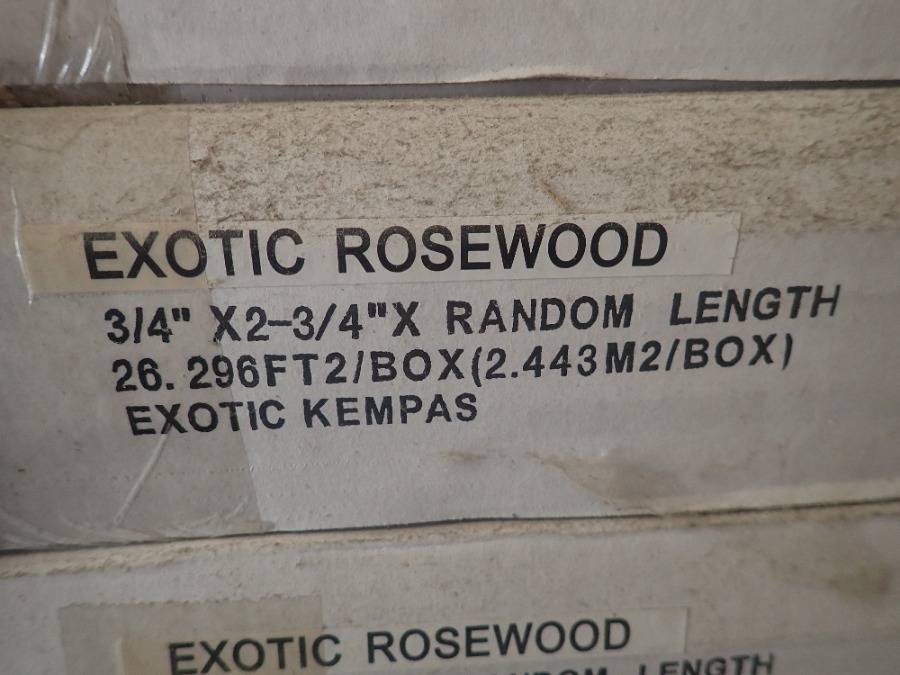 EXOTIC ROSEWOOD
3/4" X2-3/4"X RANDOM LENGTH
26.296FT2/BOX(2.443M2/BOX)
EXOTIC KEMPAS
EXOTIC ROSEWOOD
RANDOM LENGTH